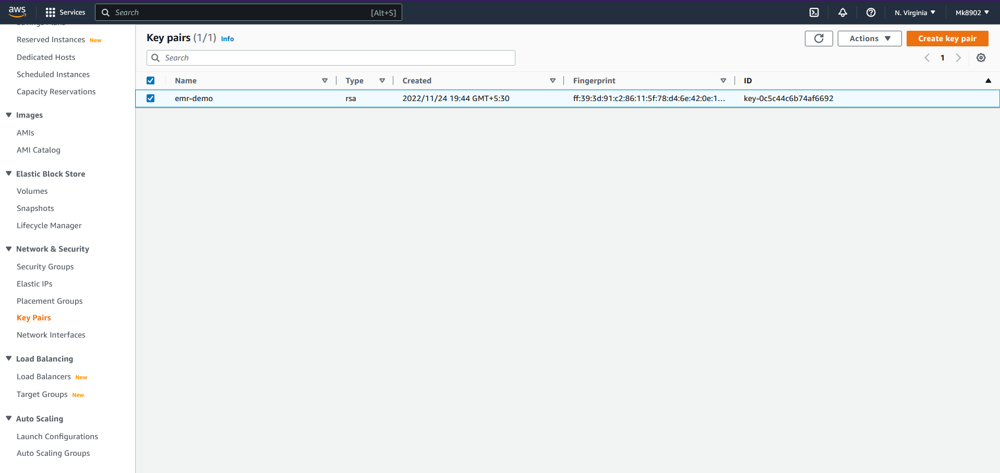 aws
Services
Search [Alt+S]
N. Virginia
Mk8902
Savings Plans
Reserved Instances New
Dedicated Hosts
Scheduled Instances
Capacity Reservations
Images
AMIs
AMI Catalog
Elastic Block Store
Volumes
Snapshots
Lifecycle Manager
Network & Security
Security Groups
Elastic IPs
Placement Groups
Key Pairs
Network Interfaces
Load Balancing
Load Balancers New
Target Groups New
Auto Scaling
Launch Configurations
Auto Scaling Groups
Key pairs (1/1) Info
Actions
Create key pair
Search
1
Name Type Created Fingerprint ID
emr-demo rsa 2022/11/24 19:44 GMT+5:30 ff:39:3d:91:c2:86:11:5f:78:d4:6e:42:0e:1... key-0c5c44c6b74af6692